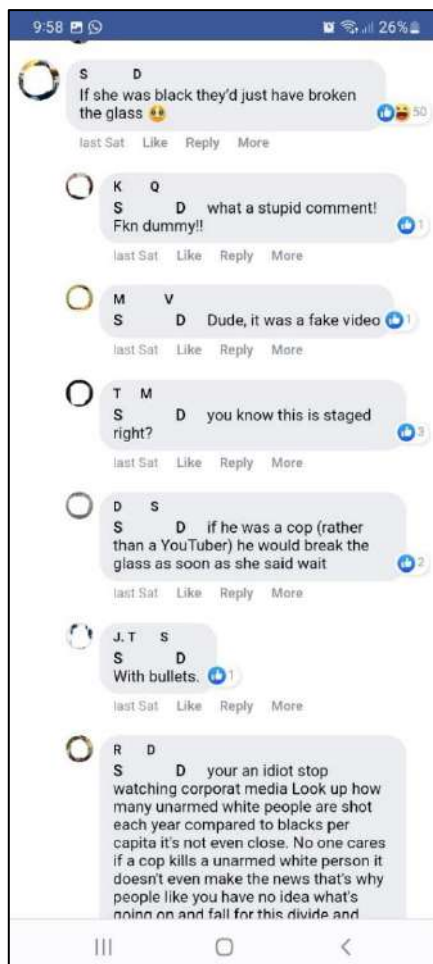 9:58 26%
S D
If she was black they'd just have broken
the glass
50
last Sat Like Reply More
K Q
S D what a stupid comment!
Fkn dummy!!
1
last Sat Like Reply More
M V
S D Dude, it was a fake video 1
last Sat Like Reply More
T M
S D you know this is staged
right?
3
last Sat Like Reply More
D S
S D if he was a cop (rather
than a YouTuber) he would break the
glass as soon as she said wait
2
last Sat Like Reply More
J. T S
S D
With bullets. 1
last Sat Like Reply More
R D
S D your an idiot stop
watching corporat media Look up how
many unarmed white people are shot
each year compared to blacks per
capita it's not even close. No one cares
if a cop kills a unarmed white person it
doesn't even make the news that's why
people like you have no idea what's
going on and fall for this divide and